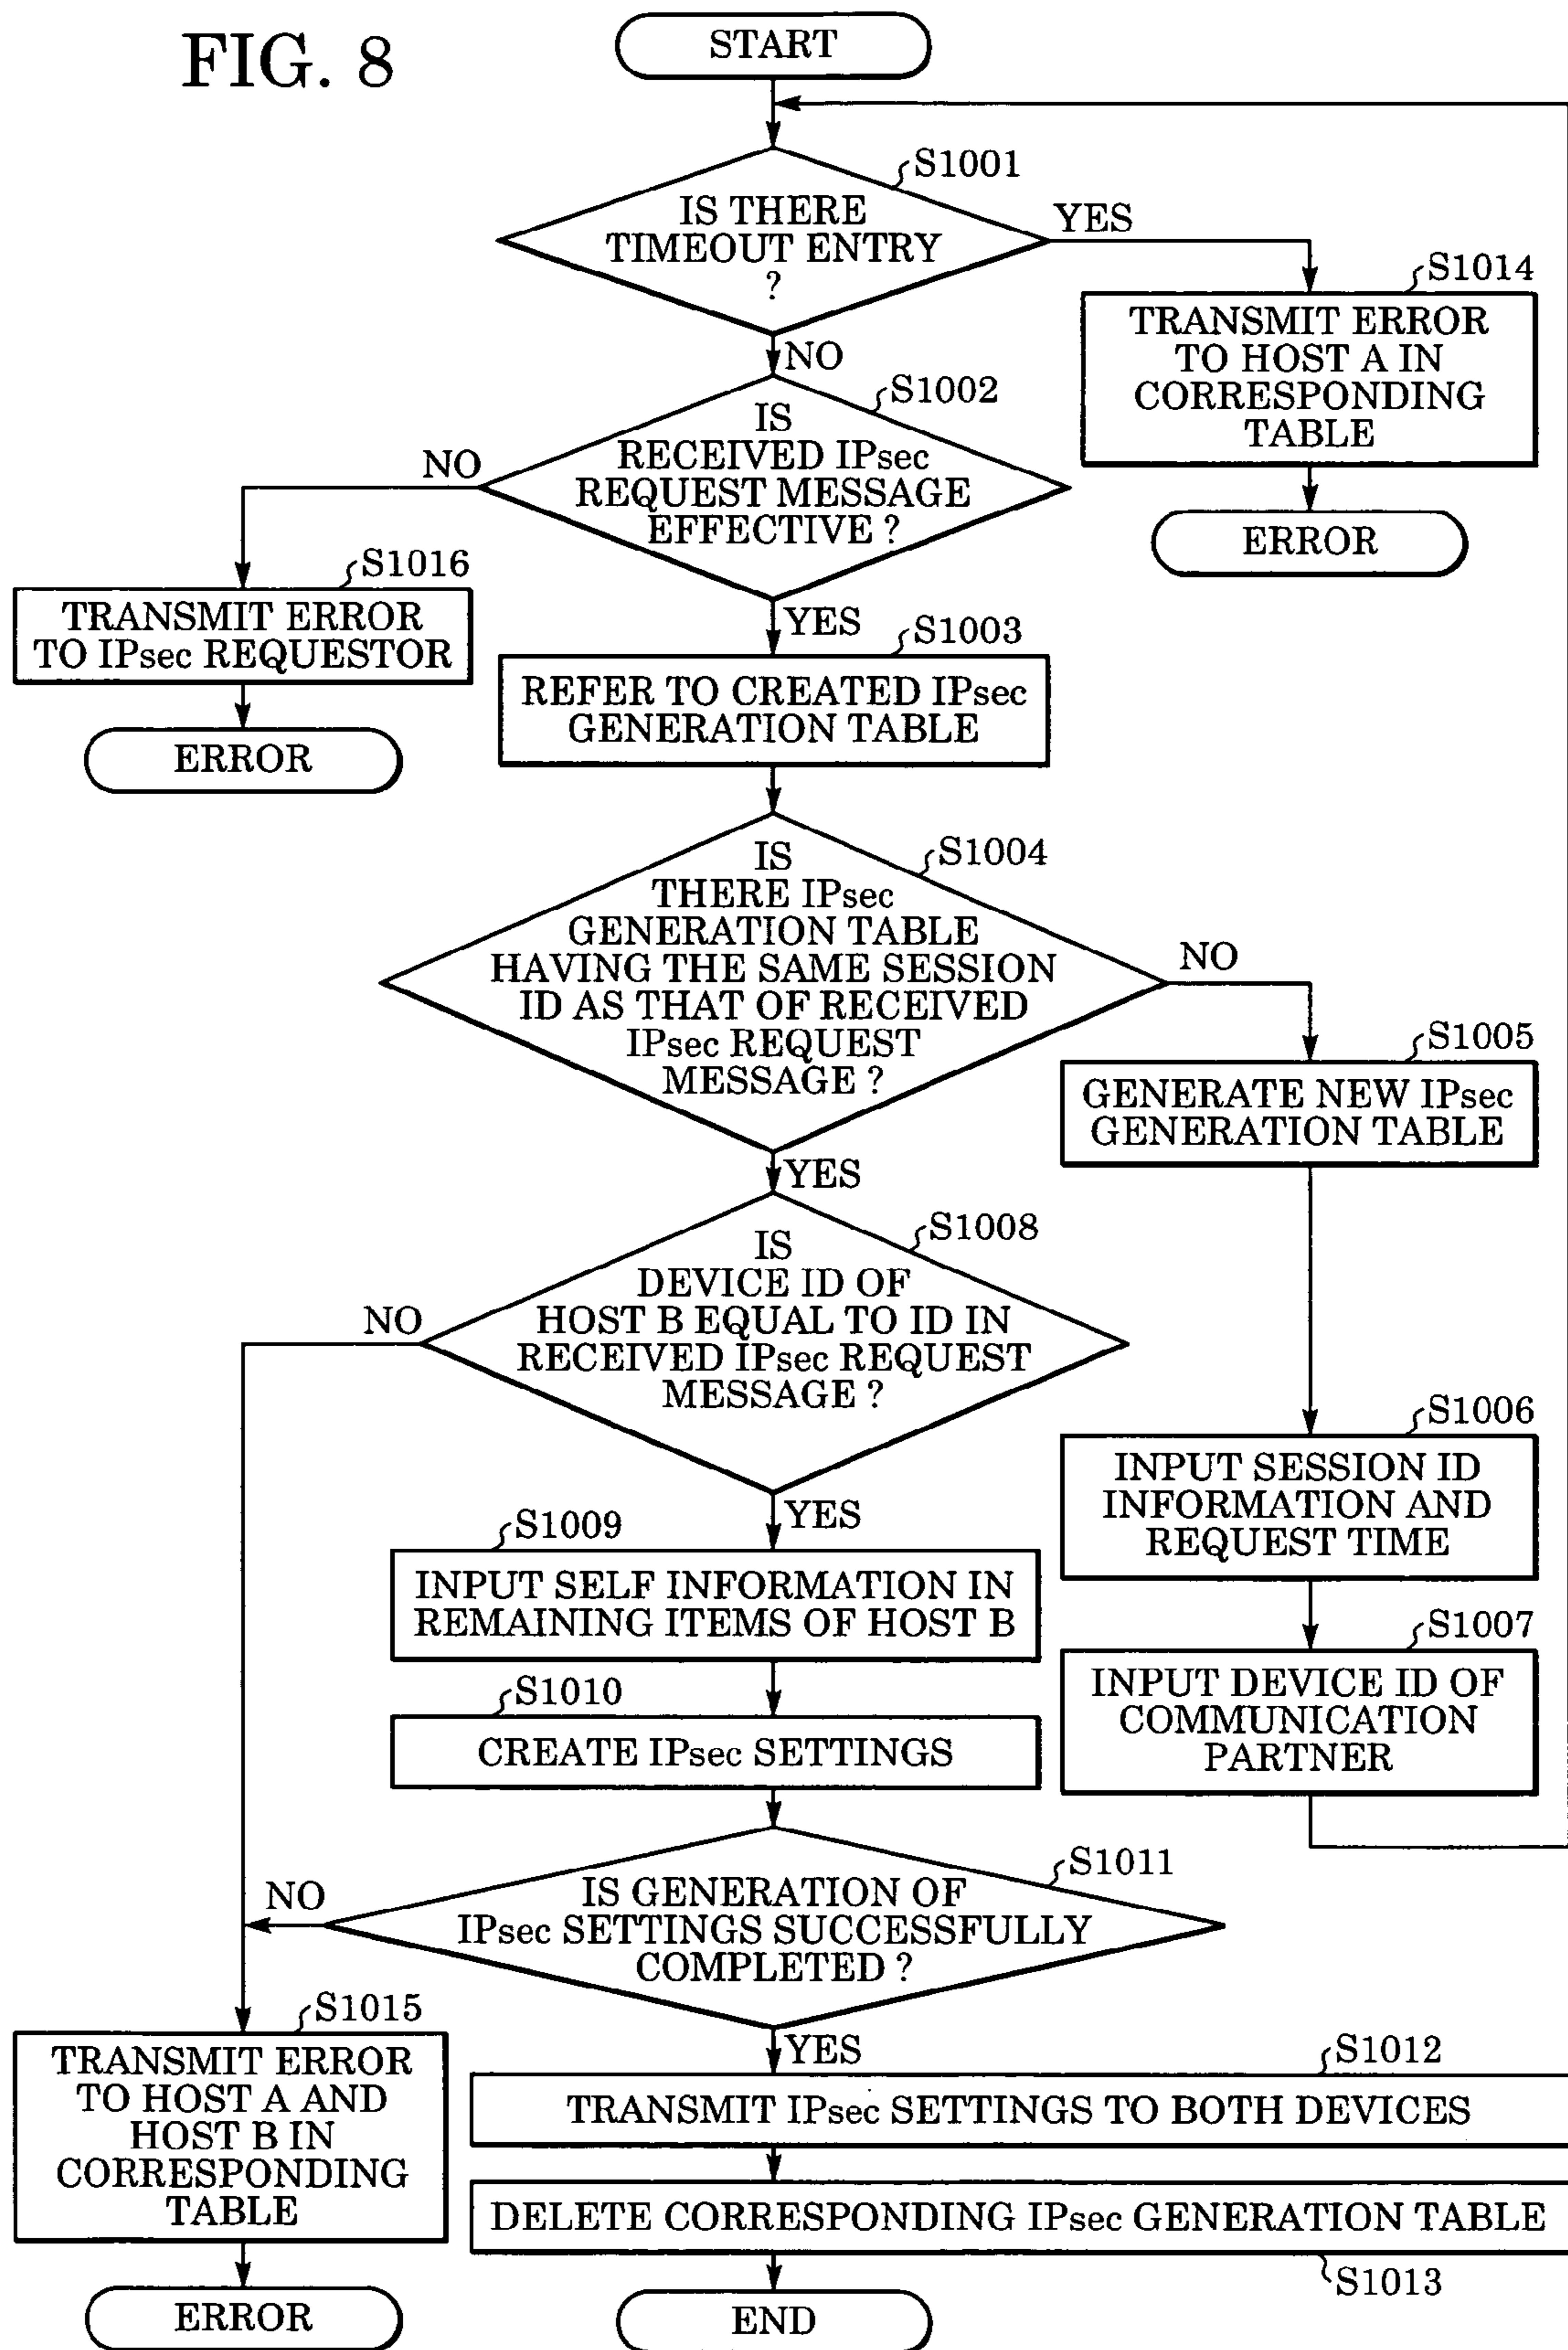 FIG. 8
START
S1001
IS THERE
TIMEOUT ENTRY
?
YES
S1014
TRANSMIT ERROR
TO HOST A IN
CORRESPONDING
TABLE
ERROR
NO
S1002
IS
RECEIVED IPsec
REQUEST MESSAGE
EFFECTIVE ?
NO
S1016
TRANSMIT ERROR
TO IPsec REQUESTOR
ERROR
YES
S1003
REFER TO CREATED IPsec
GENERATION TABLE
S1004
IS
THERE IPsec
GENERATION TABLE
HAVING THE SAME SESSION
ID AS THAT OF RECEIVED
IPsec REQUEST
MESSAGE ?
NO
S1005
GENERATE NEW IPsec
GENERATION TABLE
S1006
INPUT SESSION ID
INFORMATION AND
REQUEST TIME
S1007
INPUT DEVICE ID OF
COMMUNICATION
PARTNER
YES
S1008
IS
DEVICE ID OF
HOST B EQUAL TO ID IN
RECEIVED IPsec REQUEST
MESSAGE ?
NO
YES
S1009
INPUT SELF INFORMATION IN
REMAINING ITEMS OF HOST B
S1010
CREATE IPsec SETTINGS
S1011
IS GENERATION OF
IPsec SETTINGS SUCCESSFULLY
COMPLETED ?
NO
S1015
TRANSMIT ERROR
TO HOST A AND
HOST B IN
CORRESPONDING
TABLE
ERROR
YES
S1012
TRANSMIT IPsec SETTINGS TO BOTH DEVICES
DELETE CORRESPONDING IPsec GENERATION TABLE
S1013
END